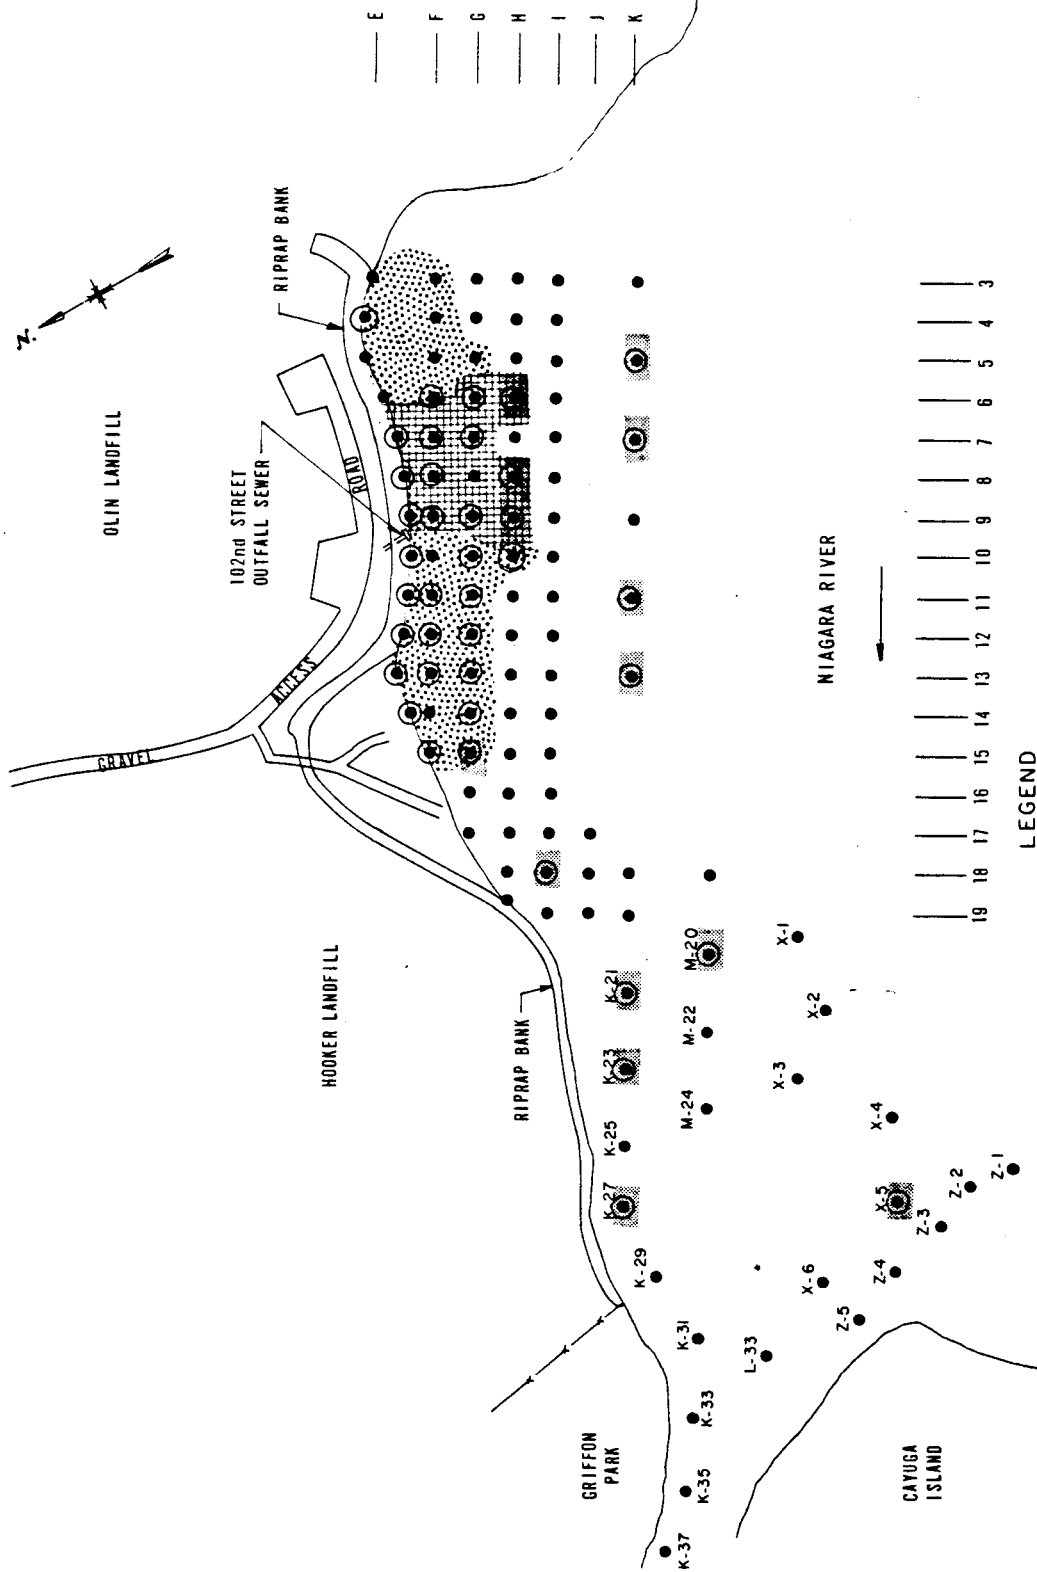 E
F
G
H
I
J
K
N.
RIPRAP BANK
OLIN LANDFILL
102nd STREET
OUTFALL SEWER
ROAD
ACCESS
GRAVEL
HOOKER LANDFILL
RIPRAP BANK
NIAGARA RIVER
3
4
5
6
7
8
9
10
11
12
13
14
15
16
17
18
19
LEGEND
M-20
X-1
K-21
M-22
X-2
K-23
X-3
M-24
X-4
K-25
K-27
X-5
Z-1
Z-2
Z-3
Z-4
K-29
X-6
Z-5
K-31
L-33
K-33
K-35
K-37
GRIFFON
PARK
CAYUGA
ISLAND